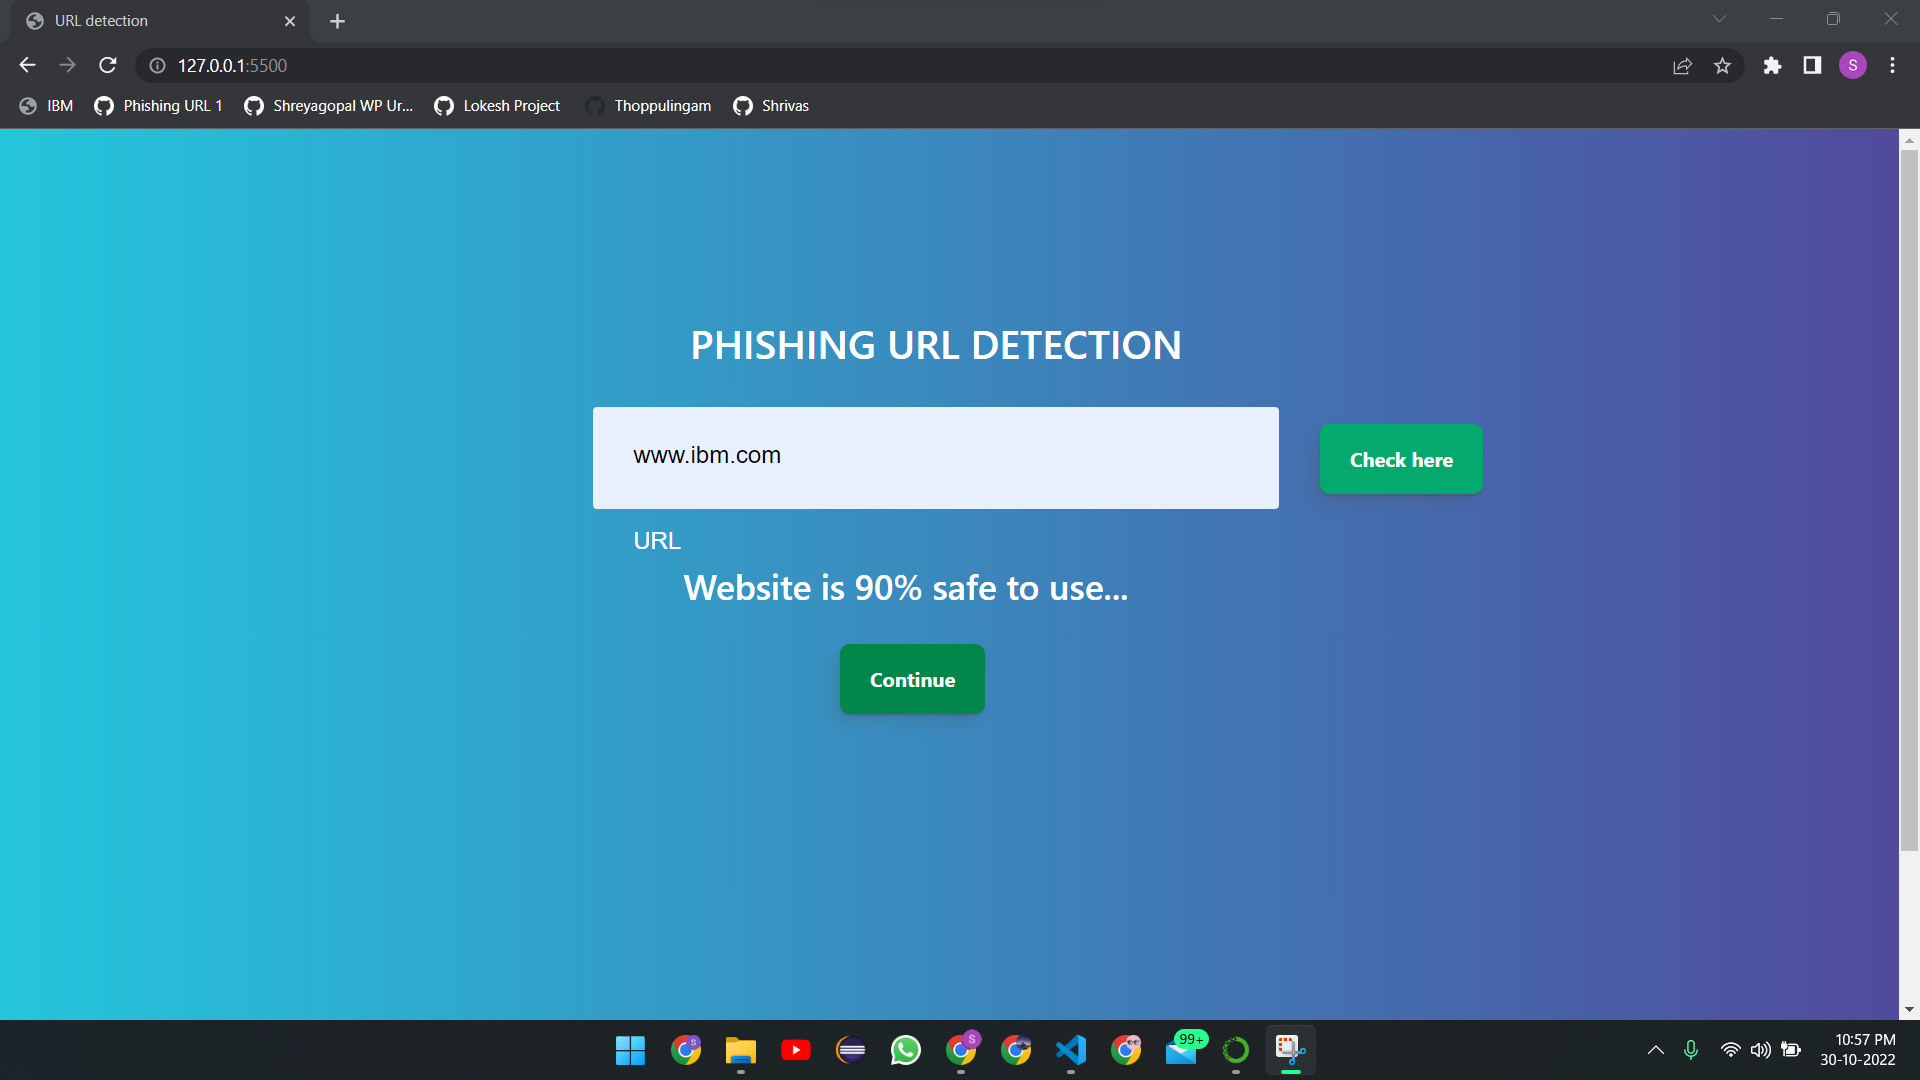 URL detection
127.0.0.1:5500
S
IBM
Phishing URL 1
Shreyagopal WP Ur...
Lokesh Project
Thoppulingam
Shrivas
PHISHING URL DETECTION
www.ibm.com
Check here
URL
Website is 90% safe to use...
Continue
S
S
99+
10:57 PM
30-10-2022